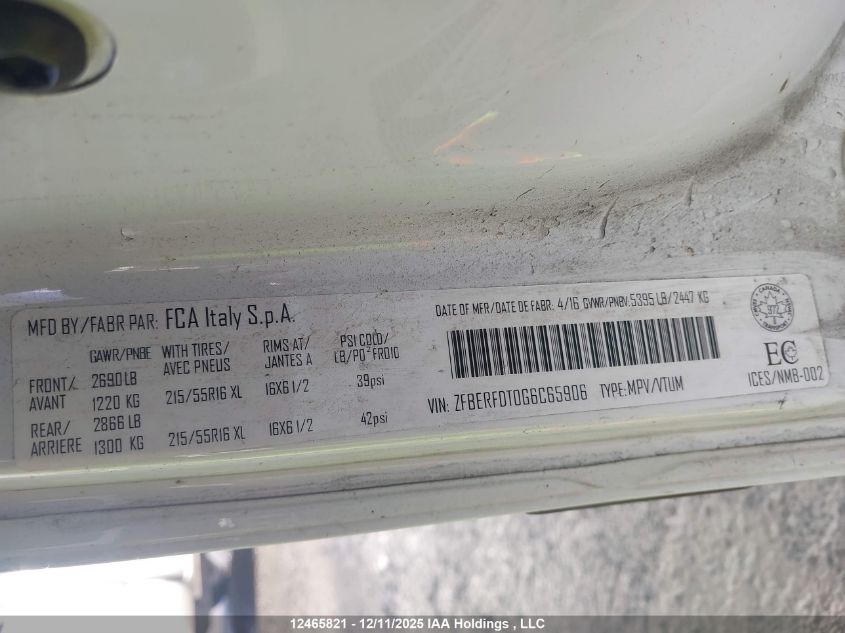 MFD BY/FABR PAR: FCA Italy S.p.A.
GAWR/PNBE WITH TIRES/ AVEC PNEUS RIMS AT/ JANTES A PSI COLD/ LB/PO² FROID
FRONT/ AVANT 2690 LB 1220 KG 215/55R16 XL 16X6 1/2 39psi
REAR/ ARRIERE 2866 LB 1300 KG 215/55R16 XL 16X6 1/2 42psi
DATE OF MFR/DATE DE FABR. 4/16 GVWR/PNBV.5395 LB/2447 KG
VIN: ZFBERFDT0G6C65906 TYPE:MPV/VTUM
CANADA
972
TRANSPORT
EC
ICES/NMB-002
12465821 - 12/11/2025 IAA Holdings , LLC